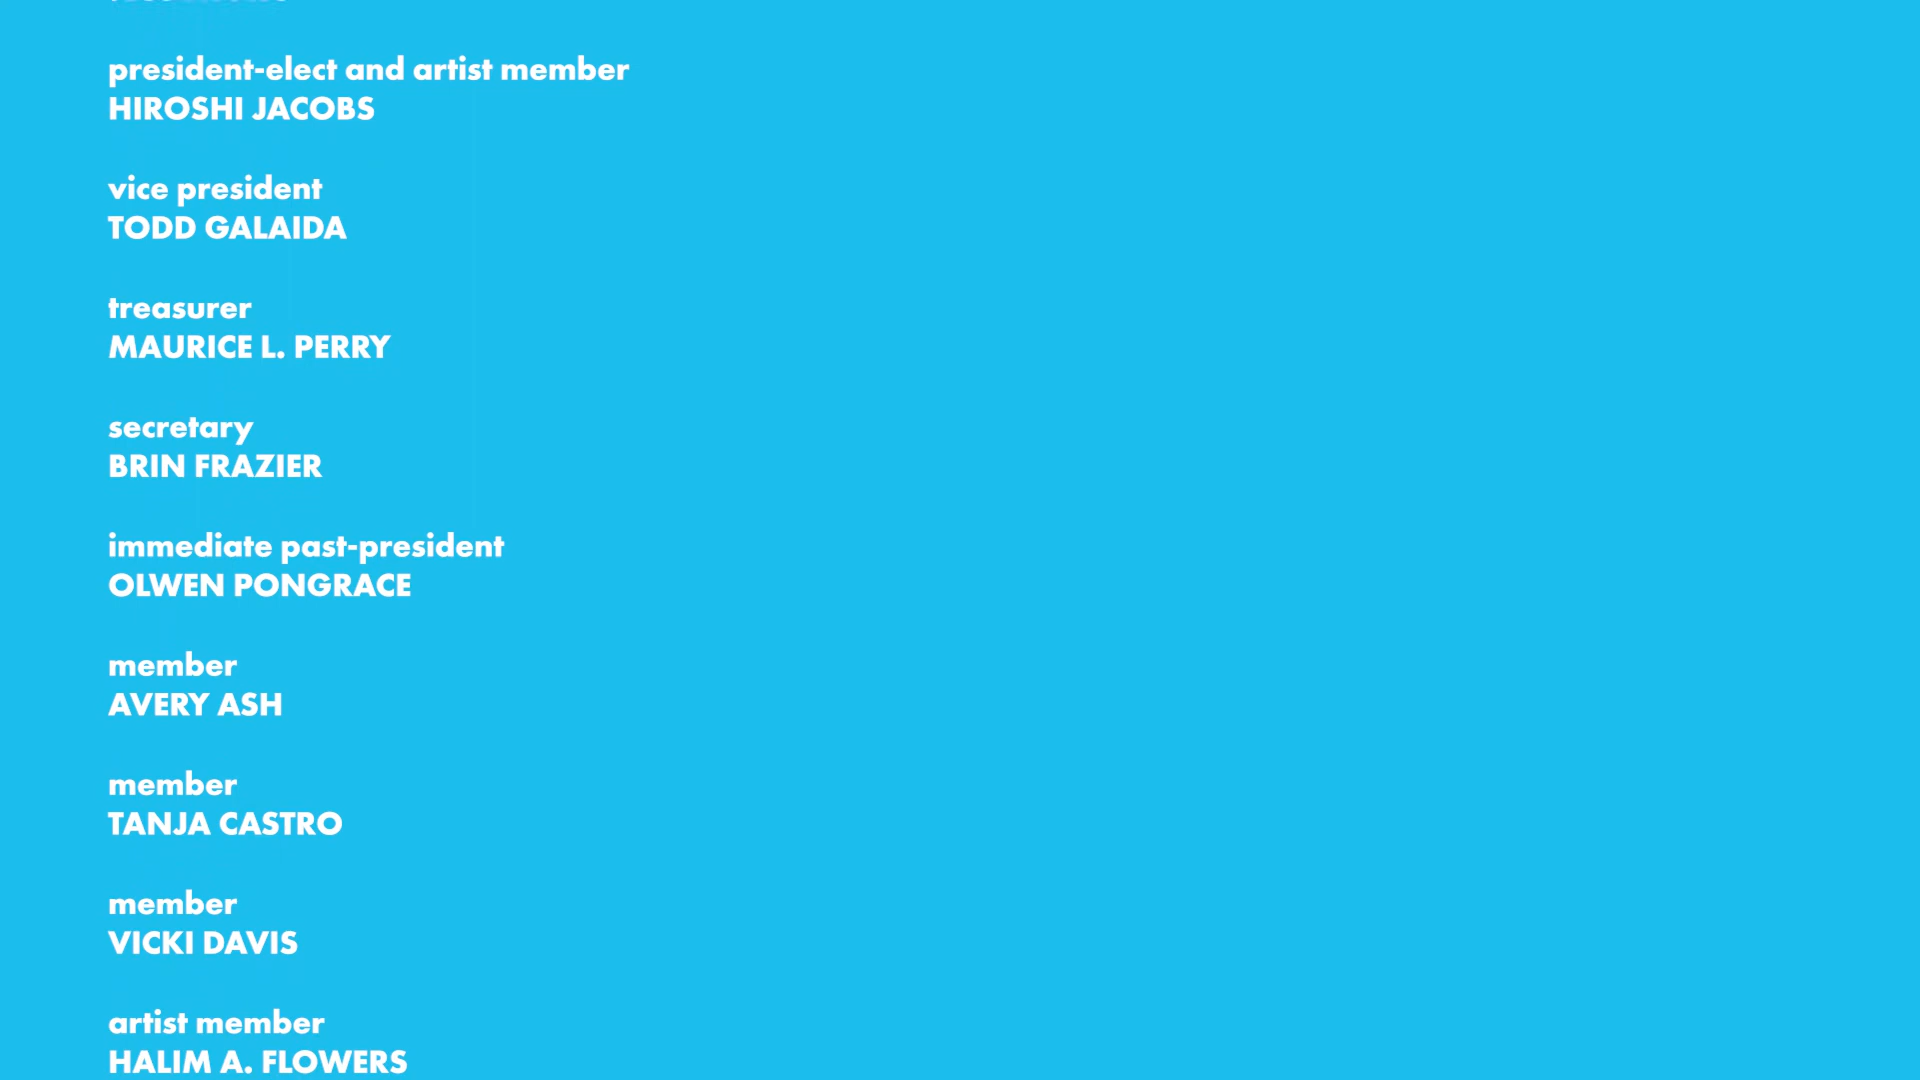 president-elect and artist member
HIROSHI JACOBS
vice president
TODD GALAIDA
treasurer
MAURICE L. PERRY
secretary
BRIN FRAZIER
immediate past-president
OLWEN PONGRACE
member
AVERY ASH
member
TANJA CASTRO
member
VICKI DAVIS
artist member
HALIM A. FLOWERS